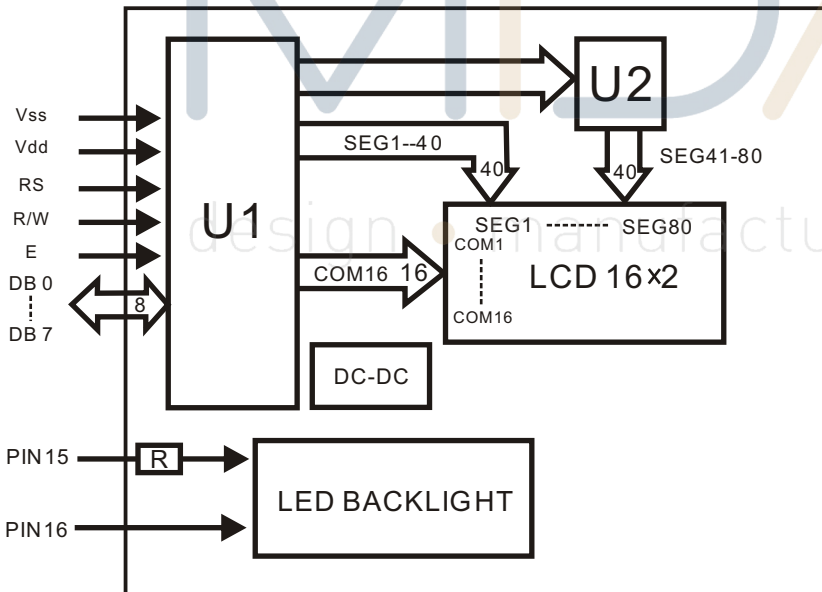 Vss
Vdd
RS
R/W
E
DB 0
DB 7
8
U1
U2
SEG1--40
40
40
SEG41-80
COM16 16
SEG1 SEG80
COM1
COM16
LCD 16×2
DC-DC
PIN15
R
PIN16
LED BACKLIGHT
design • manufactu
MIDA